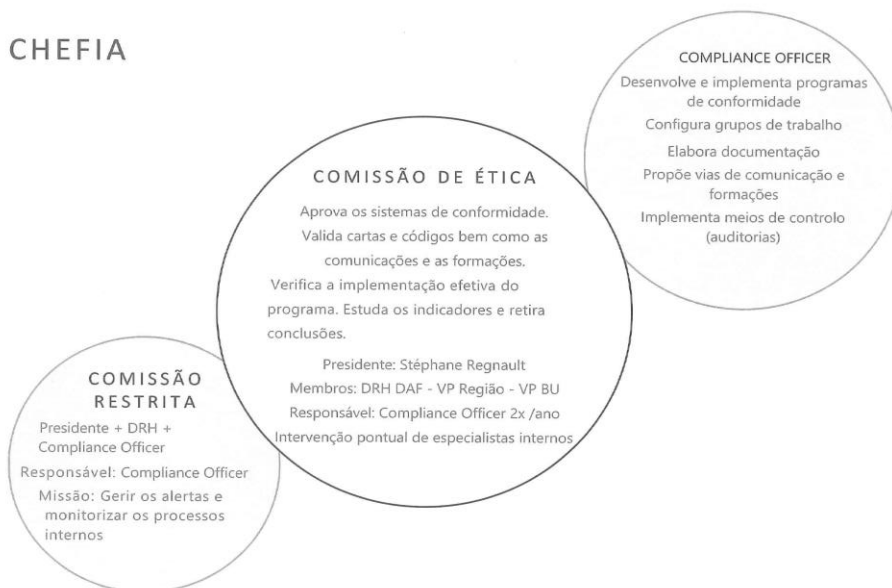 CHEFIA
COMPLIANCE OFFICER
Desenvolve e implementa programas
de conformidade
Configura grupos de trabalho
Elabora documentação
Propõe vias de comunicação e
formações
Implementa meios de controlo
(auditorias)
COMISSÃO DE ÉTICA
Aprova os sistemas de conformidade.
Valida cartas e códigos bem como as
comunicações e as formações.
Verifica a implementação efetiva do
programa. Estuda os indicadores e retira
conclusões.
Presidente: Stéphane Regnault
Membros: DRH DAF - VP Região - VP BU
Responsável: Compliance Officer 2x /ano
Intervenção pontual de especialistas internos
COMISSÃO
RESTRITA
Presidente + DRH +
Compliance Officer
Responsável: Compliance Officer
Missão: Gerir os alertas e
monitorizar os processos
internos